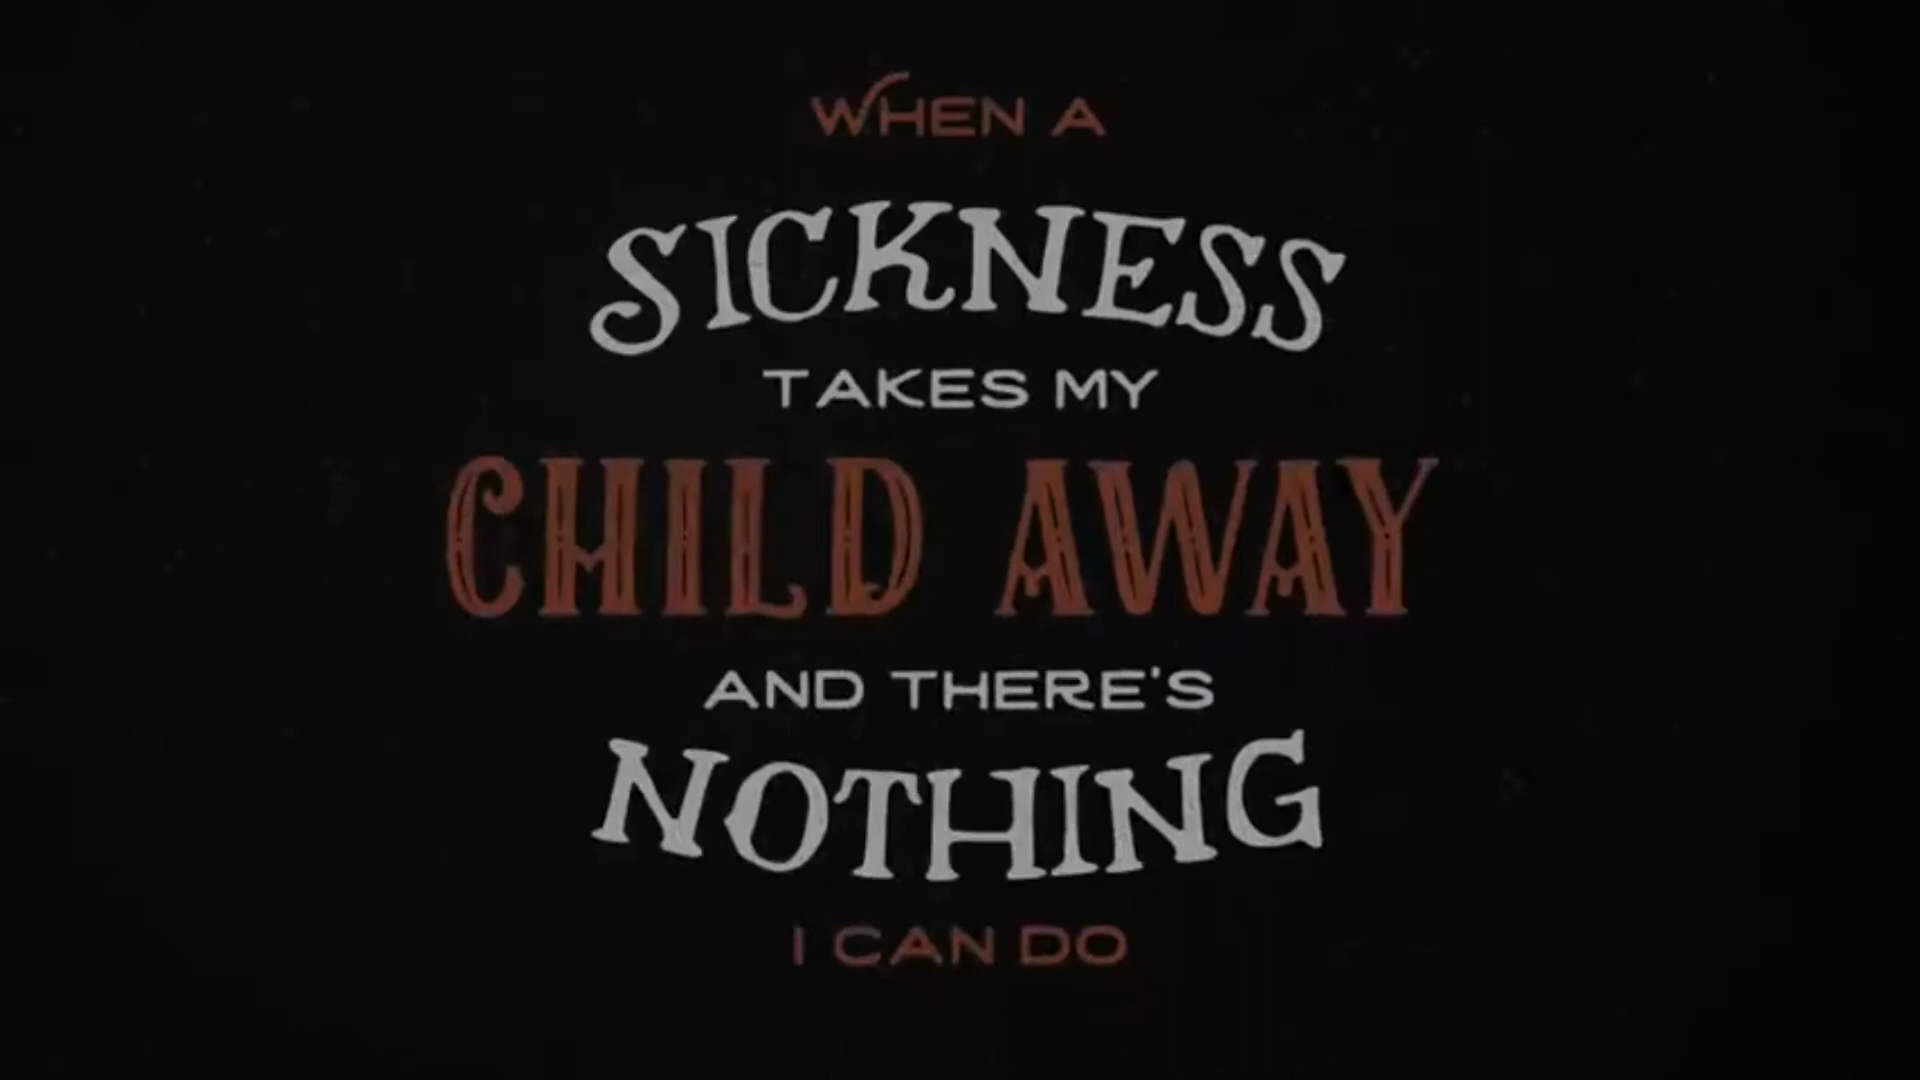 WHEN A
SICKNESS
TAKES MY
CHILD AWAY
AND THERE'S
NOTHING
I CAN DO